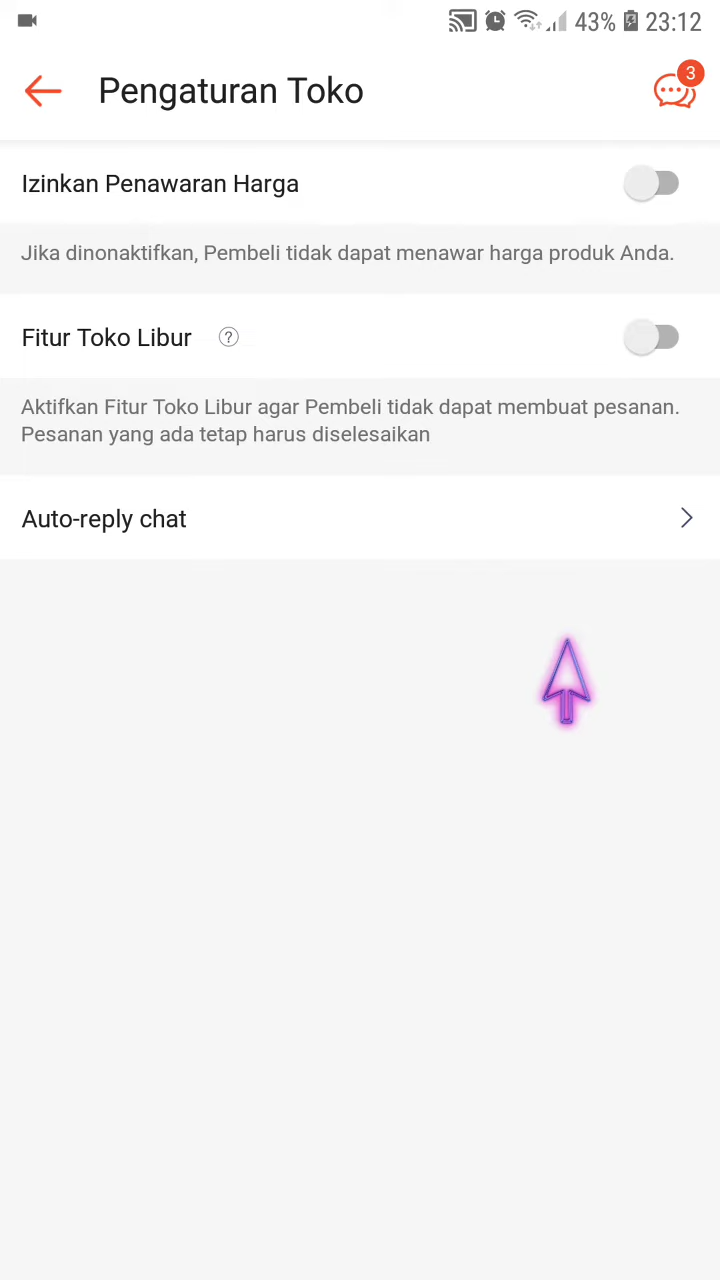 43% 23:12
Pengaturan Toko
3
Izinkan Penawaran Harga
Jika dinonaktifkan, Pembeli tidak dapat menawar harga produk Anda.
Fitur Toko Libur ?
Aktifkan Fitur Toko Libur agar Pembeli tidak dapat membuat pesanan.
Pesanan yang ada tetap harus diselesaikan
Auto-reply chat